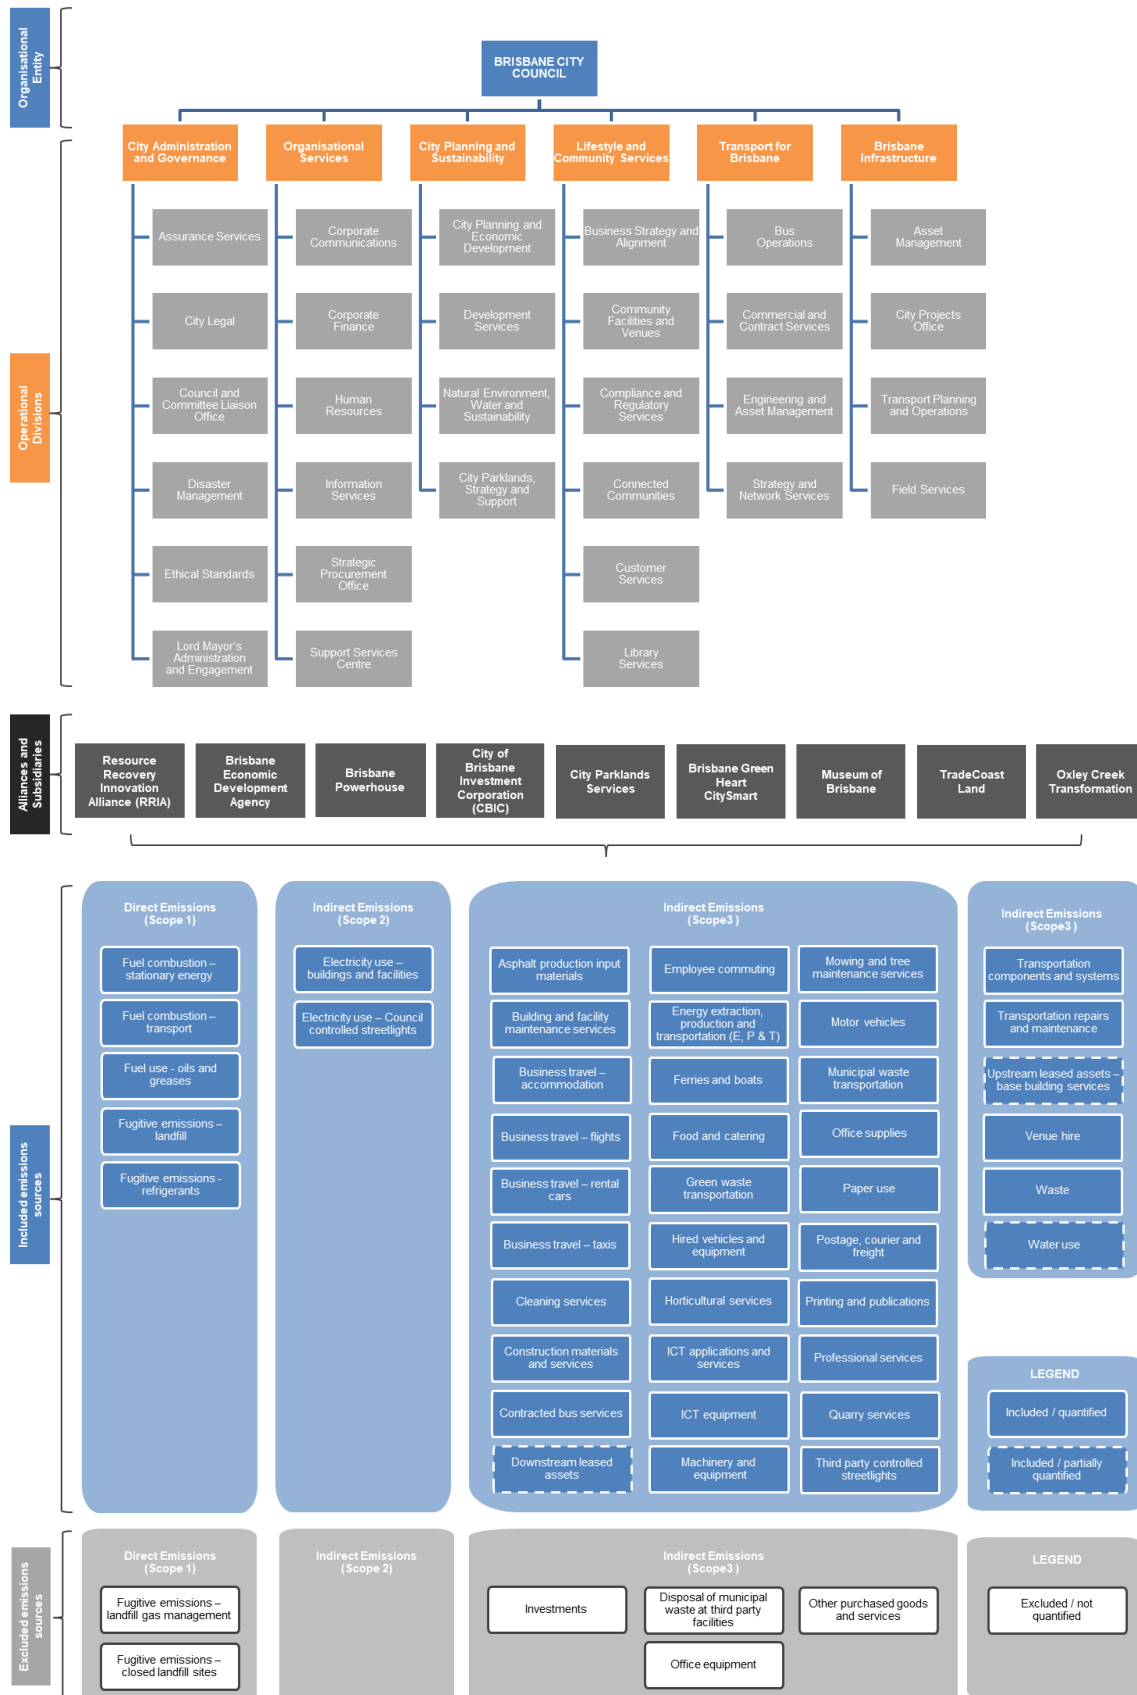 Organisational
Entity
BRISBANE CITY
COUNCIL
Operational
Divisions
City Administration
and Governance
Organisational
Services
City Planning and
Sustainability
Lifestyle and
Community Services
Transport for
Brisbane
Brisbane
Infrastructure
Assurance Services
City Legal
Council and
Committee Liaison
Office
Disaster
Management
Ethical Standards
Lord Mayor's
Administration
and Engagement
Corporate
Communications
Corporate
Finance
Human
Resources
Information
Services
Strategic
Procurement
Office
Support Services
Centre
City Planning and
Economic
Development
Development
Services
Natural Environment,
Water and
Sustainability
City Parklands,
Strategy and
Support
Business Strategy and
Alignment
Community
Facilities and
Venues
Compliance and
Regulatory
Services
Connected
Communities
Customer
Services
Library
Services
Bus
Operations
Commercial and
Contract Services
Engineering and
Asset Management
Strategy and
Network Services
Asset
Management
City Projects
Office
Transport Planning
and Operations
Field Services
Alliances and
Subsidiaries
Resource
Recovery
Innovation
Alliance (RRIA)
Brisbane
Economic
Development
Agency
Brisbane
Powerhouse
City of
Brisbane
Investment
Corporation
(CBIC)
City Parklands
Services
Brisbane Green
Heart
CitySmart
Museum of
Brisbane
TradeCoast
Land
Oxley Creek
Transformation
Included emissions
sources
Direct Emissions
(Scope 1)
Fuel combustion –
stationary energy
Fuel combustion –
transport
Fuel use - oils and
greases
Fugitive emissions –
landfill
Fugitive emissions -
refrigerants
Indirect Emissions
(Scope 2)
Electricity use –
buildings and facilities
Electricity use – Council
controlled streetlights
Indirect Emissions
(Scope3 )
Asphalt production input
materials
Building and facility
maintenance services
Business travel –
accommodation
Business travel – flights
Business travel – rental
cars
Business travel – taxis
Cleaning services
Construction materials
and services
Contracted bus services
Downstream leased
assets
Employee commuting
Energy extraction,
production and
transportation (E, P & T)
Ferries and boats
Food and catering
Green waste
transportation
Hired vehicles and
equipment
Horticultural services
ICT applications and
services
ICT equipment
Machinery and
equipment
Mowing and tree
maintenance services
Motor vehicles
Municipal waste
transportation
Office supplies
Paper use
Postage, courier and
freight
Printing and publications
Professional services
Quarry services
Third party controlled
streetlights
Indirect Emissions
(Scope3 )
Transportation
components and systems
Transportation repairs
and maintenance
Upstream leased assets –
base building services
Venue hire
Waste
Water use
LEGEND
Included / quantified
Included / partially
quantified
Excluded emissions
sources
Direct Emissions
(Scope 1)
Fugitive emissions –
landfill gas management
Fugitive emissions –
closed landfill sites
Indirect Emissions
(Scope 2)
Indirect Emissions
(Scope3 )
Investments
Disposal of municipal
waste at third party
facilities
Office equipment
Other purchased goods
and services
LEGEND
Excluded / not
quantified